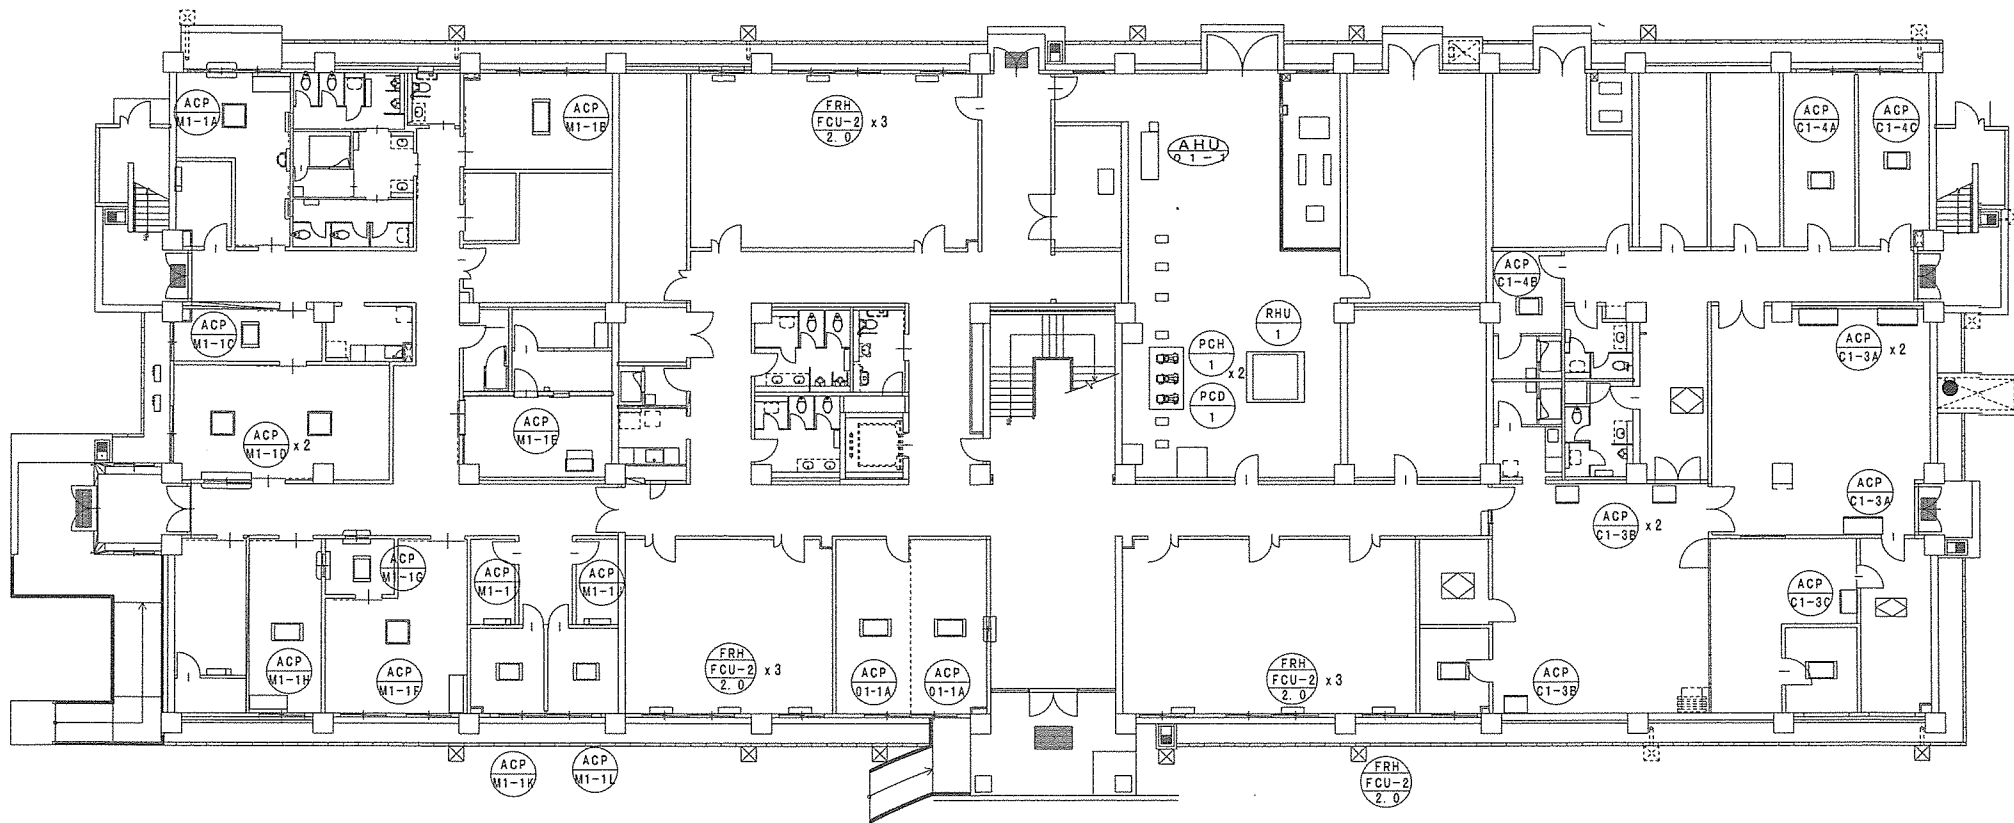 ACP
M1-1A
ACP
M1-1B
FRH
FCU-2
2.0
x 3
AHU
01-1
ACP
C1-4A
ACP
C1-4C
ACP
C1-4B
ACP
M1-1C
RHU
1
PCH
1
x 2
PCD
1
ACP
C1-3A
x 2
ACP
M1-1D
x 2
ACP
M1-1E
ACP
C1-3A
ACP
C1-3B
x 2
ACP
M1-1G
ACP
M1-1
ACP
M1-1
ACP
C1-3C
ACP
M1-1H
ACP
M1-1F
FRH
FCU-2
2.0
x 3
ACP
01-1A
ACP
01-1A
FRH
FCU-2
2.0
x 3
ACP
C1-3B
ACP
M1-1K
ACP
M1-1L
FRH
FCU-2
2.0